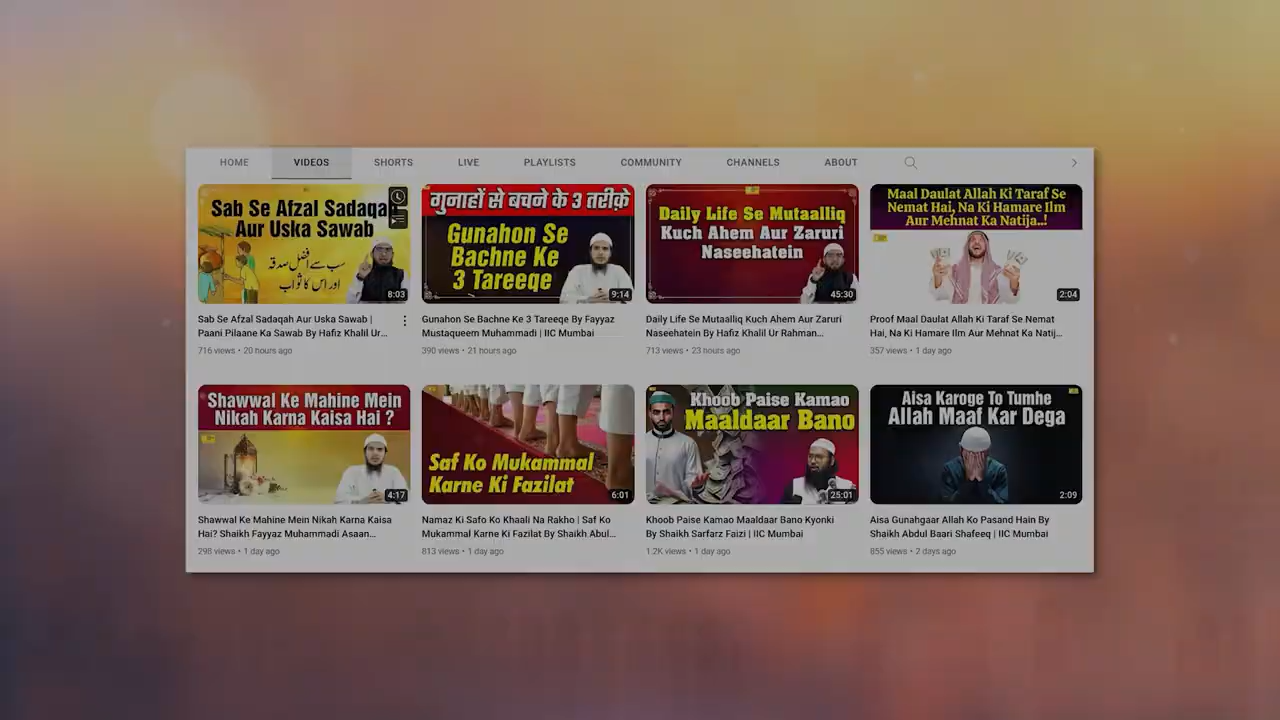 HOME VIDEOS SHORTS LIVE PLAYLISTS COMMUNITY CHANNELS ABOUT
Sab Se Afzal Sadaqah
Aur Uska Sawab
سب سے افضل صدقہ
اور اس کا ثواب
8:03
Sab Se Afzal Sadaqah Aur Uska Sawab |
Paani Pilaane Ka Sawab By Hafiz Khalil Ur...
716 views • 20 hours ago
गुनाहों से बचने के 3 तरीक़े
Gunahon Se
Bachne Ke
3 Tareeqe
9:14
Gunahon Se Bachne Ke 3 Tareeqe By Fayyaz
Mustaqueem Muhammadi | IIC Mumbai
390 views • 21 hours ago
Daily Life Se Mutaalliq
Kuch Ahem Aur Zaruri
Naseehatein
45:30
Daily Life Se Mutaalliq Kuch Ahem Aur Zaruri
Naseehatein By Hafiz Khalil Ur Rahman...
713 views • 23 hours ago
Maal Daulat Allah Ki Taraf Se
Nemat Hai, Na Ki Hamare Ilm
Aur Mehnat Ka Natija..!
2:04
Proof Maal Daulat Allah Ki Taraf Se Nemat
Hai, Na Ki Hamare Ilm Aur Mehnat Ka Natij...
357 views • 1 day ago
Shawwal Ke Mahine Mein
Nikah Karna Kaisa Hai ?
4:17
Shawwal Ke Mahine Mein Nikah Karna Kaisa
Hai? Shaikh Fayyaz Muhammadi Asaan...
298 views • 1 day ago
Saf Ko Mukammal
Karne Ki Fazilat
6:01
Namaz Ki Safo Ko Khaali Na Rakho | Saf Ko
Mukammal Karne Ki Fazilat By Shaikh Abul...
813 views • 1 day ago
Khoob Paise Kamao
Maaldaar Bano
25:01
Khoob Paise Kamao Maaldaar Bano Kyonki
By Shaikh Sarfarz Faizi | IIC Mumbai
1.2K views • 1 day ago
Aisa Karoge To Tumhe
Allah Maaf Kar Dega
2:09
Aisa Gunahgaar Allah Ko Pasand Hain By
Shaikh Abdul Baari Shafeeq | IIC Mumbai
855 views • 2 days ago